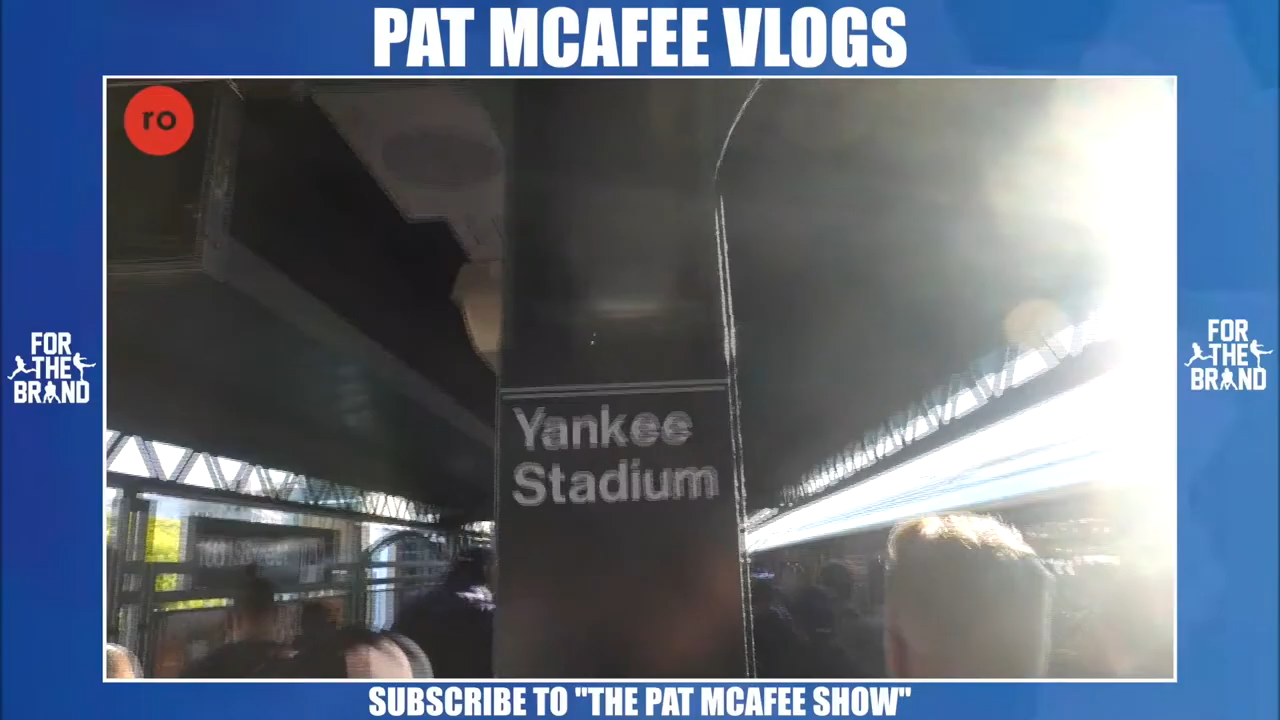 PAT MCAFEE VLOGS
ro
FOR
THE
BRAND
FOR
THE
BRAND
Yankee
Stadium
SUBSCRIBE TO "THE PAT MCAFEE SHOW"